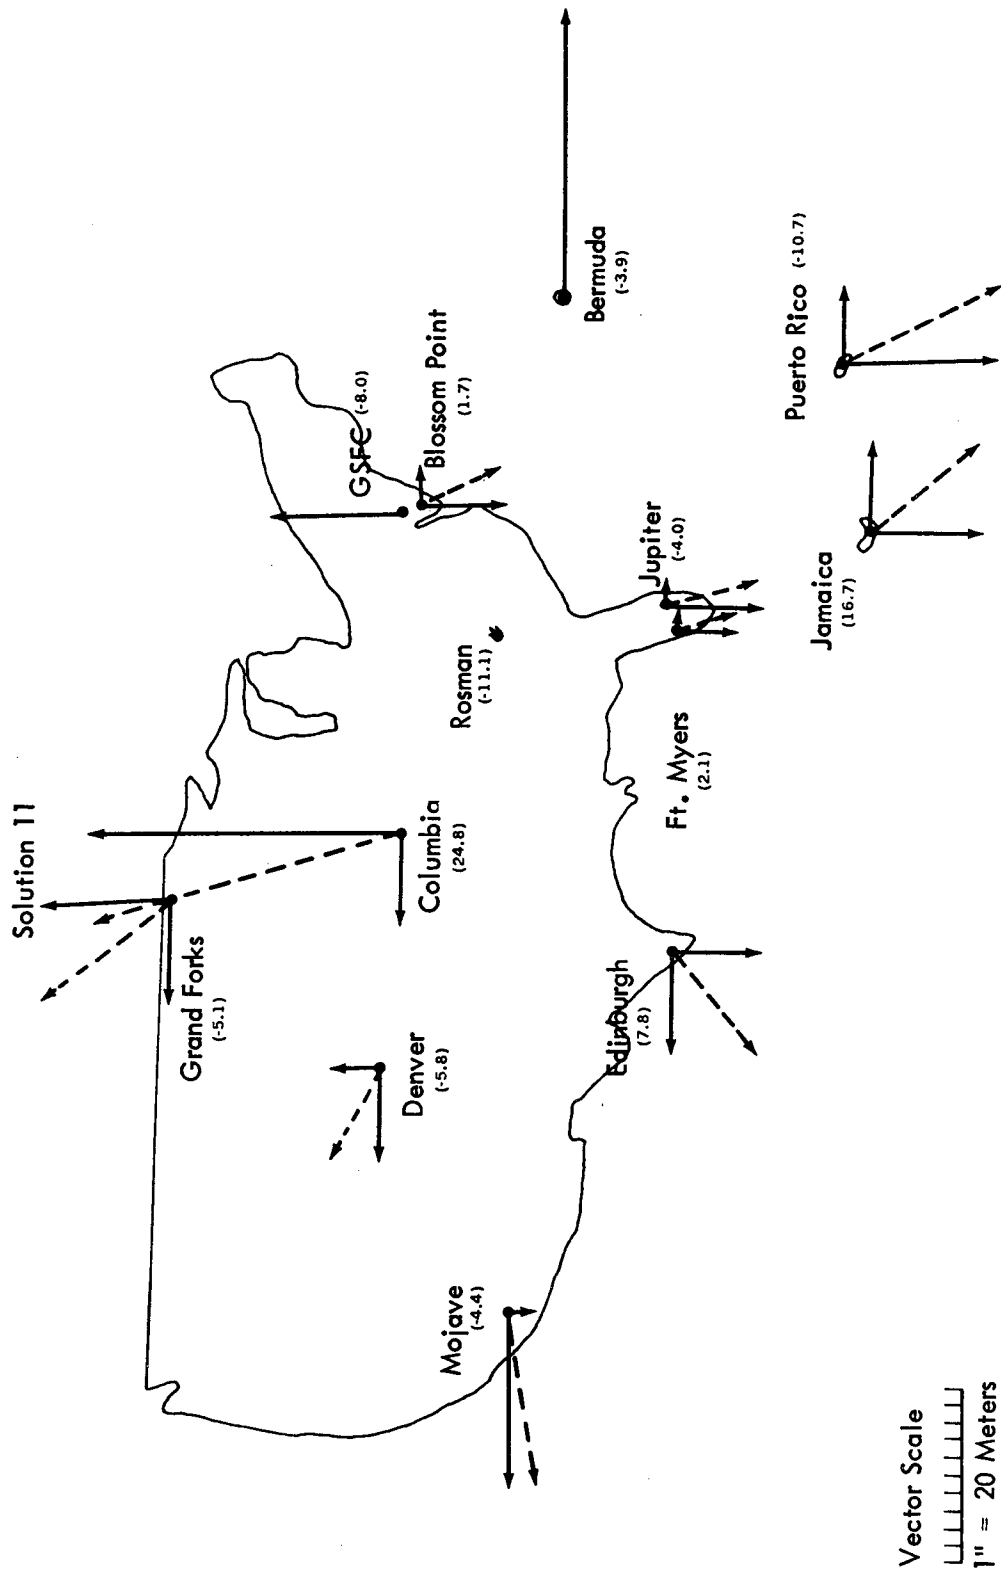 Solution 11
Grand Forks
(-5.1)
Columbia
(24.8)
Denver
(-5.8)
Mojave
(-4.4)
Edinburgh
(7.8)
Ft. Myers
(2.1)
Rosman
(-11.1)
GSFC (-8.0)
Blossom Point
(1.7)
Jupiter
(-4.0)
Bermuda
(-3.9)
Jamaica
(16.7)
Puerto Rico (-10.7)
Vector Scale
1" = 20 Meters